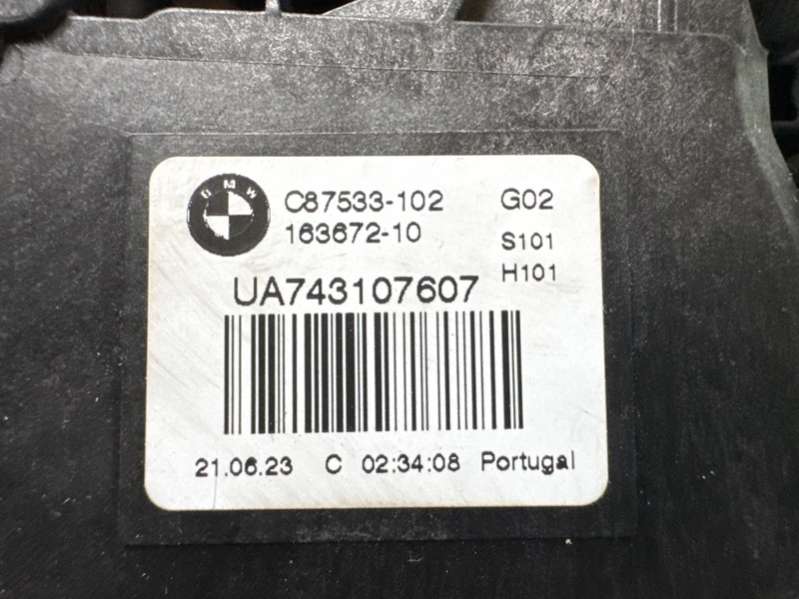 BMW
C87533-102 G02
163672-10 S101
H101
UA743107607
21.06.23 C 02:34:08 Portugal